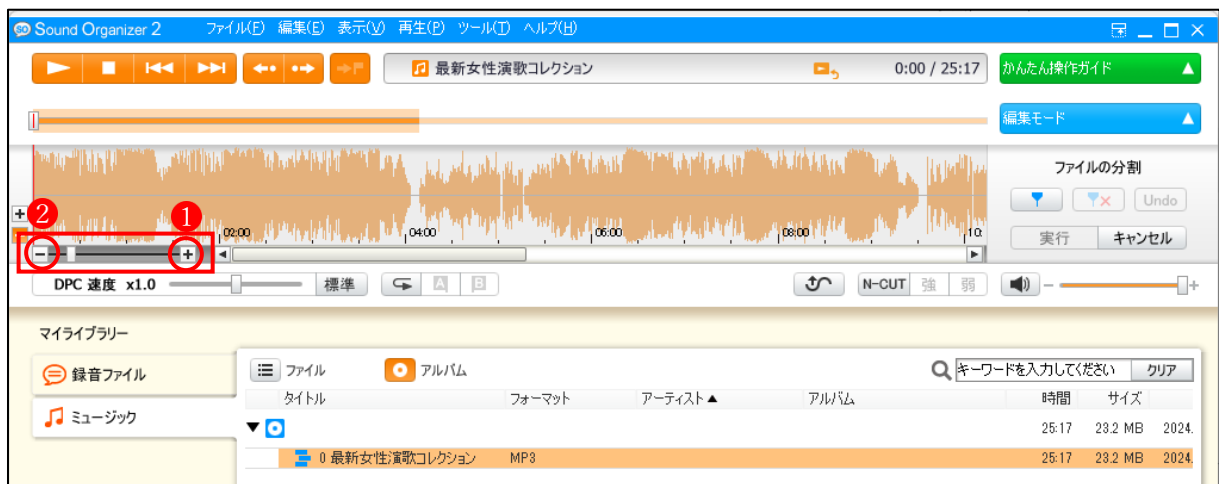 Sound Organizer 2 ファイル(F) 編集(E) 表示(V) 再生(P) ツール(T) ヘルプ(H)
最新女性演歌コレクション 0:00 / 25:17 かんたん操作ガイド
編集モード
ファイルの分割
Undo
2 1
02:00 04:00 06:00 08:00 10:
実行 キャンセル
DPC 速度 x1.0 標準 A B N-CUT 強 弱
マイライブラリー
録音ファイル ファイル アルバム キーワードを入力してください クリア
タイトル フォーマット アーティスト▲ アルバム 時間 サイズ
ミュージック
25:17 23.2 MB 2024.
0 最新女性演歌コレクション MP3 25:17 23.2 MB 2024.